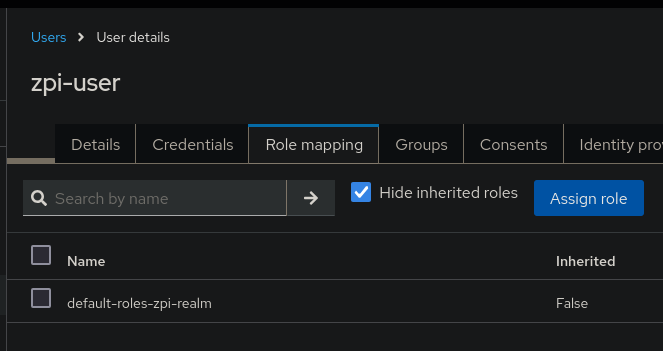 Users > User details
zpi-user
Details Credentials Role mapping Groups Consents Identity pro
Search by name Hide inherited roles Assign role
Name Inherited
default-roles-zpi-realm False